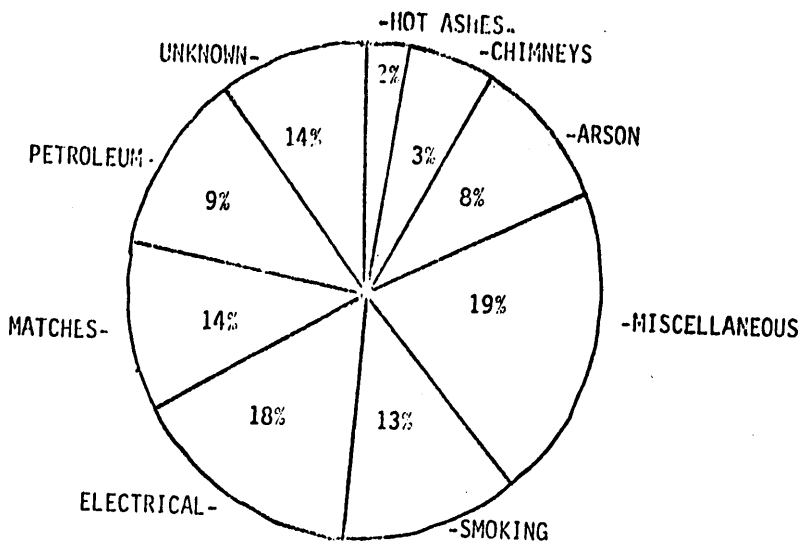 -HOT ASHES-
UNKNOWN-
-CHIMNEYS
2%
-ARSON
14%
3%
PETROLEUM-
8%
9%
19%
14%
MATCHES-
-MISCELLANEOUS
18%
13%
ELECTRICAL-
-SMOKING